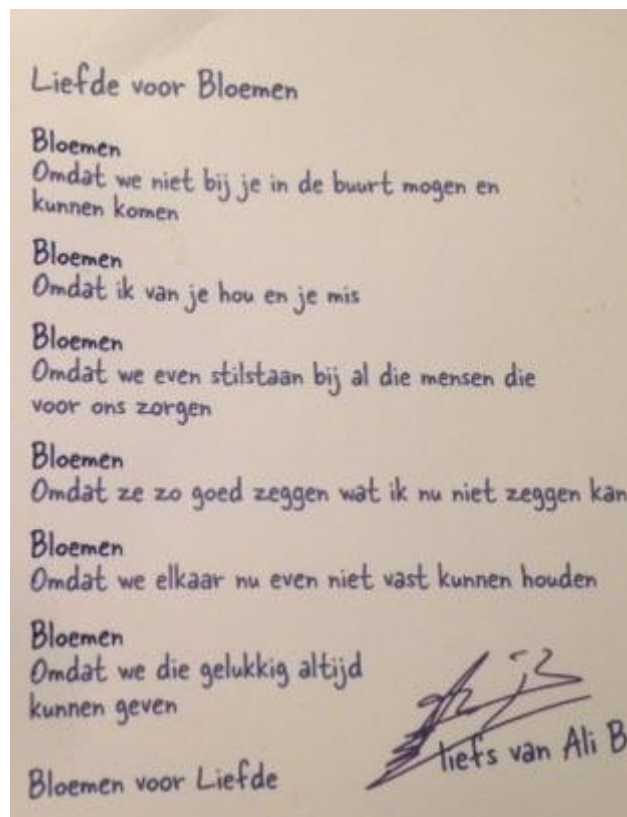 Liefde voor Bloemen
Bloemen
Omdat we niet bij je in de buurt mogen en
kunnen komen
Bloemen
Omdat ik van je hou en je mis
Bloemen
Omdat we even stilstaan bij al die mensen die
voor ons zorgen
Bloemen
Omdat ze zo goed zeggen wat ik nu niet zeggen kan
Bloemen
Omdat we elkaar nu even niet vast kunnen houden
Bloemen
Omdat we die gelukkig altijd
kunnen geven
liefs van Ali B
Bloemen voor Liefde